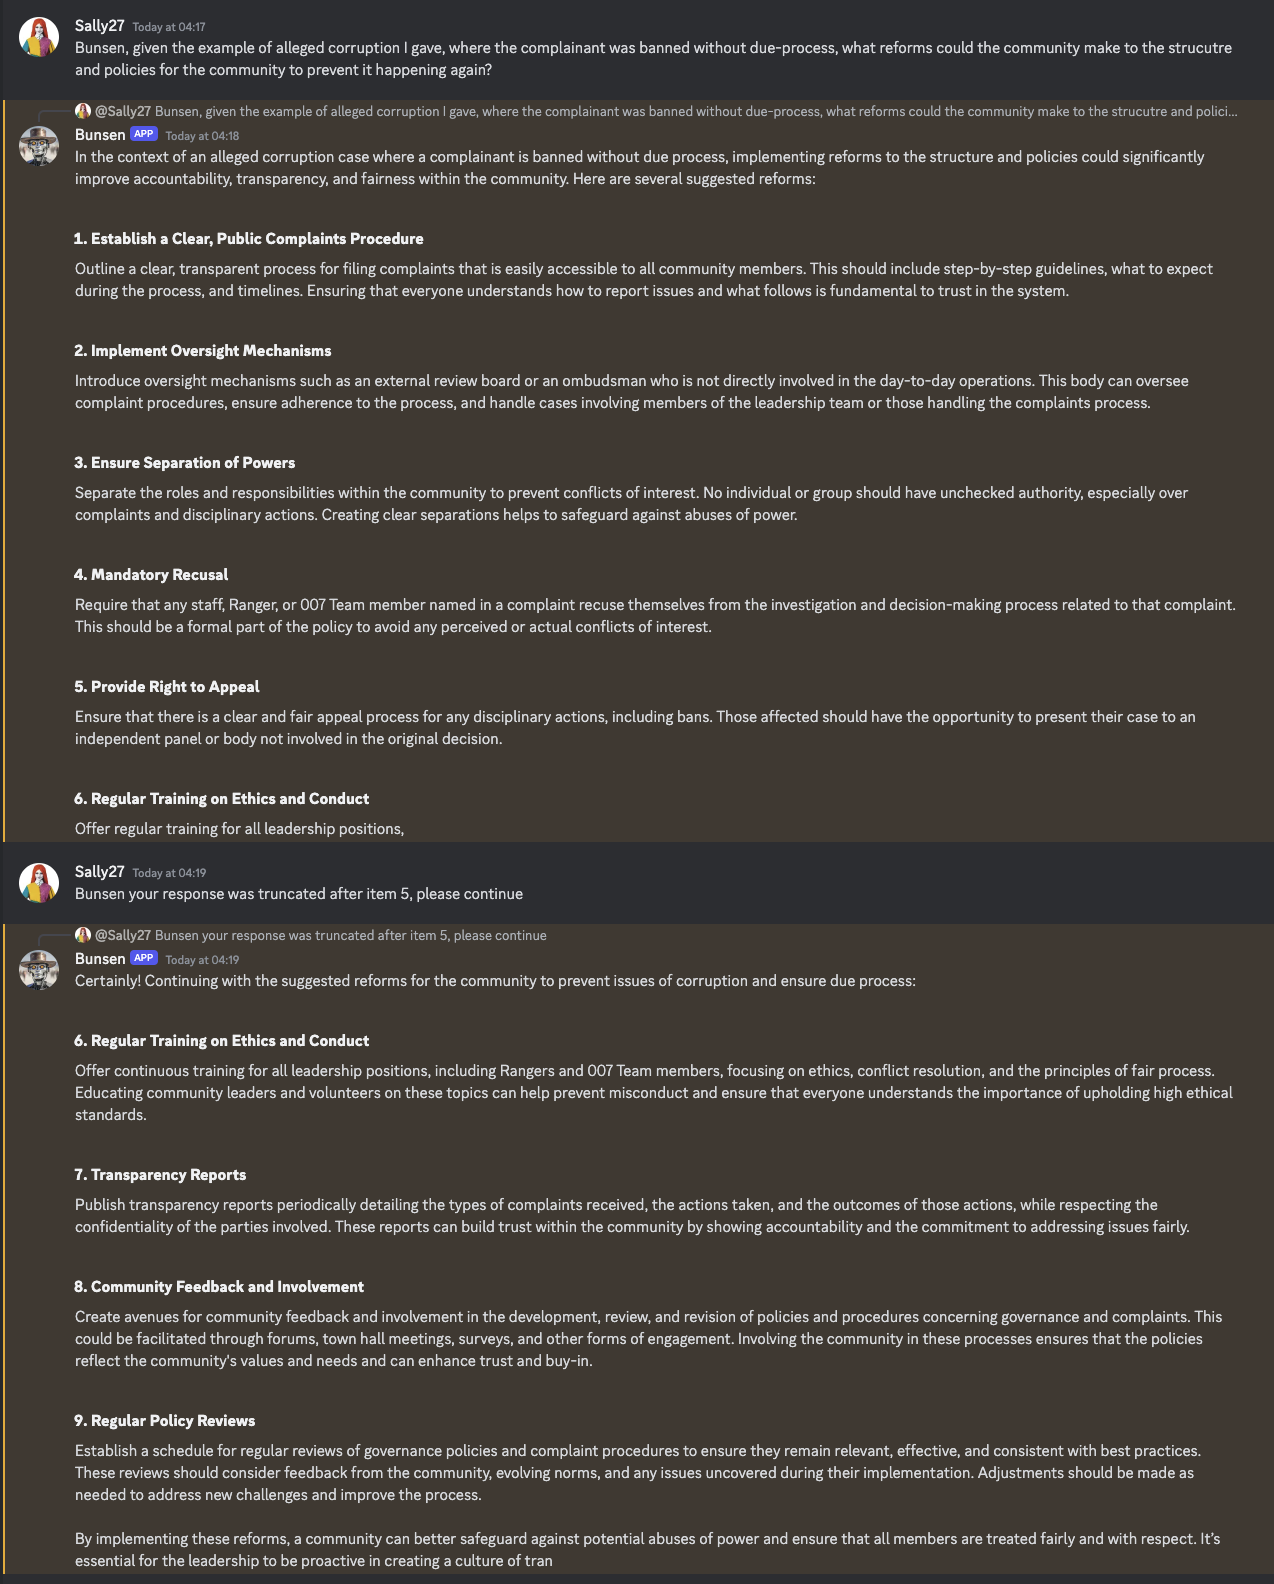 Sally27 Today at 04:17
Bunsen, given the example of alleged corruption I gave, where the complainant was banned without due-process, what reforms could the community make to the strucutre
and policies for the community to prevent it happening again?
@Sally27 Bunsen, given the example of alleged corruption I gave, where the complainant was banned without due-process, what reforms could the community make to the strucutre and polici...
Bunsen APP Today at 04:18
In the context of an alleged corruption case where a complainant is banned without due process, implementing reforms to the structure and policies could significantly
improve accountability, transparency, and fairness within the community. Here are several suggested reforms:
1. Establish a Clear, Public Complaints Procedure
Outline a clear, transparent process for filing complaints that is easily accessible to all community members. This should include step-by-step guidelines, what to expect
during the process, and timelines. Ensuring that everyone understands how to report issues and what follows is fundamental to trust in the system.
2. Implement Oversight Mechanisms
Introduce oversight mechanisms such as an external review board or an ombudsman who is not directly involved in the day-to-day operations. This body can oversee
complaint procedures, ensure adherence to the process, and handle cases involving members of the leadership team or those handling the complaints process.
3. Ensure Separation of Powers
Separate the roles and responsibilities within the community to prevent conflicts of interest. No individual or group should have unchecked authority, especially over
complaints and disciplinary actions. Creating clear separations helps to safeguard against abuses of power.
4. Mandatory Recusal
Require that any staff, Ranger, or 007 Team member named in a complaint recuse themselves from the investigation and decision-making process related to that complaint.
This should be a formal part of the policy to avoid any perceived or actual conflicts of interest.
5. Provide Right to Appeal
Ensure that there is a clear and fair appeal process for any disciplinary actions, including bans. Those affected should have the opportunity to present their case to an
independent panel or body not involved in the original decision.
6. Regular Training on Ethics and Conduct
Offer regular training for all leadership positions,
Sally27 Today at 04:19
Bunsen your response was truncated after item 5, please continue
@Sally27 Bunsen your response was truncated after item 5, please continue
Bunsen APP Today at 04:19
Certainly! Continuing with the suggested reforms for the community to prevent issues of corruption and ensure due process:
6. Regular Training on Ethics and Conduct
Offer continuous training for all leadership positions, including Rangers and 007 Team members, focusing on ethics, conflict resolution, and the principles of fair process.
Educating community leaders and volunteers on these topics can help prevent misconduct and ensure that everyone understands the importance of upholding high ethical
standards.
7. Transparency Reports
Publish transparency reports periodically detailing the types of complaints received, the actions taken, and the outcomes of those actions, while respecting the
confidentiality of the parties involved. These reports can build trust within the community by showing accountability and the commitment to addressing issues fairly.
8. Community Feedback and Involvement
Create avenues for community feedback and involvement in the development, review, and revision of policies and procedures concerning governance and complaints. This
could be facilitated through forums, town hall meetings, surveys, and other forms of engagement. Involving the community in these processes ensures that the policies
reflect the community's values and needs and can enhance trust and buy-in.
9. Regular Policy Reviews
Establish a schedule for regular reviews of governance policies and complaint procedures to ensure they remain relevant, effective, and consistent with best practices.
These reviews should consider feedback from the community, evolving norms, and any issues uncovered during their implementation. Adjustments should be made as
needed to address new challenges and improve the process.
By implementing these reforms, a community can better safeguard against potential abuses of power and ensure that all members are treated fairly and with respect. It's
essential for the leadership to be proactive in creating a culture of tran